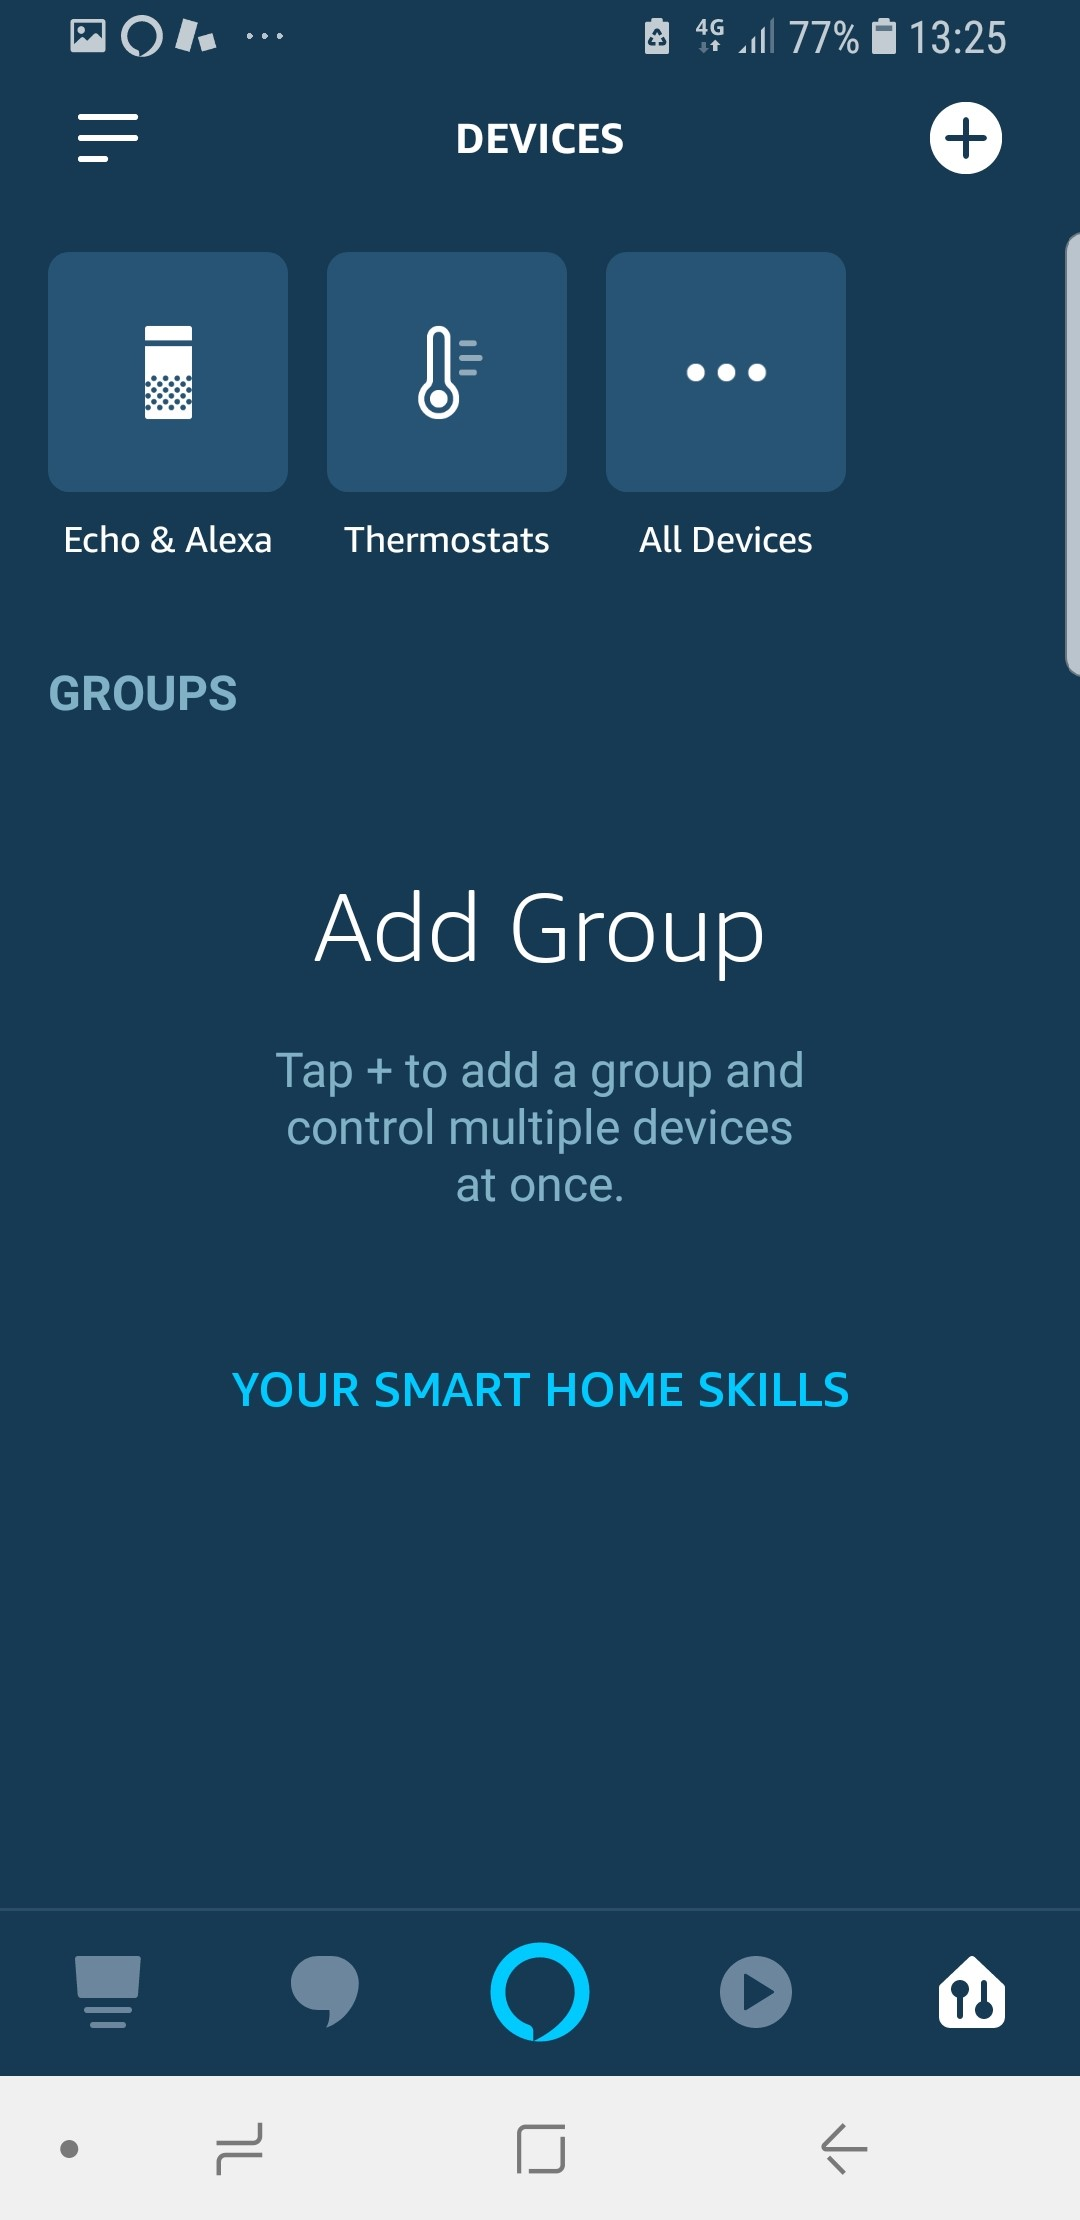 4G 77% 13:25
DEVICES
Echo & Alexa Thermostats All Devices
GROUPS
Add Group
Tap + to add a group and
control multiple devices
at once.
YOUR SMART HOME SKILLS